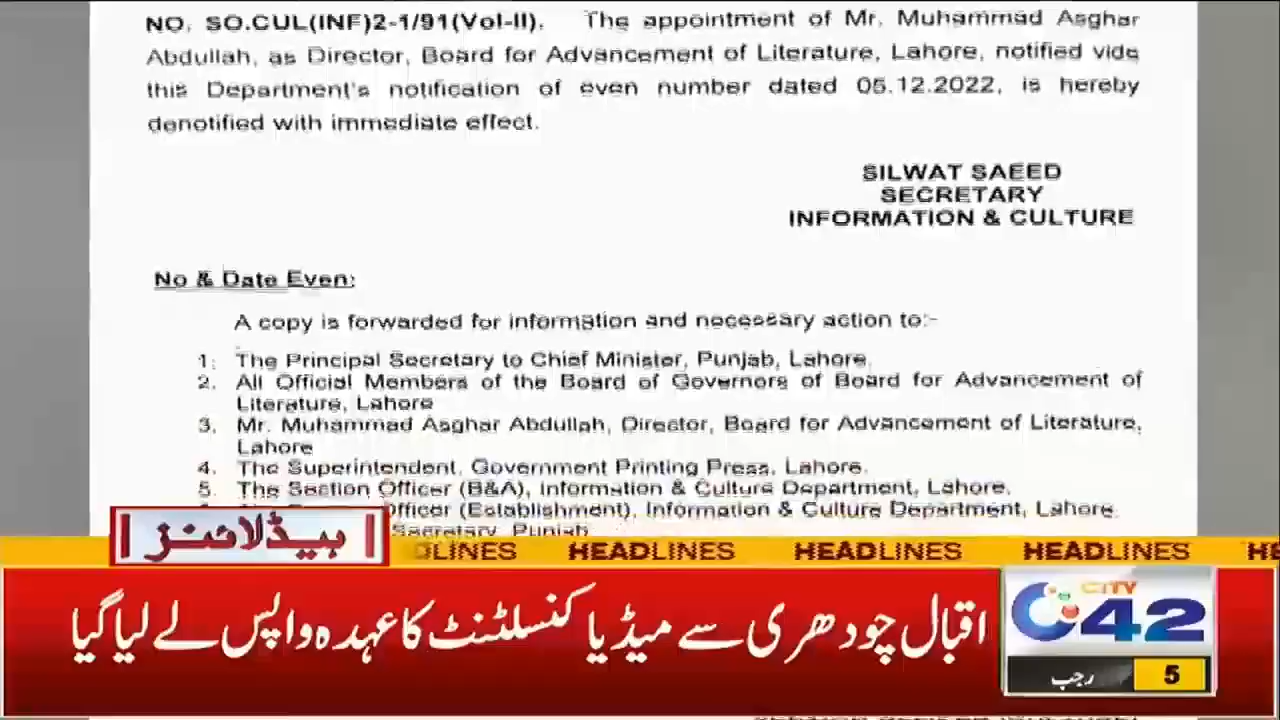 NO. SO.CUL(INF)2-1/91(Vol-II). The appointment of Mr. Muhammad Asghar
Abdullah, as Director, Board for Advancement of Literature, Lahore, notified vide
this Department's notification of even number dated 05.12.2022, is hereby
denotified with immediate effect.
SILWAT SAEED
SECRETARY
INFORMATION & CULTURE
No & Date Even:
A copy is forwarded for information and necessary action to:-
1. The Principal Secretary to Chief Minister, Punjab, Lahore.
2. All Official Members of the Board of Governors of Board for Advancement of
Literature, Lahore
3. Mr. Muhammad Asghar Abdullah, Director, Board for Advancement of Literature,
Lahore
4. The Superintendent, Government Printing Press, Lahore.
5. The Section Officer (B&A), Information & Culture Department, Lahore.
Officer (Establishment), Information & Culture Department, Lahore.
Secretary, Punjab
ہیڈلائنز
HEADLINES HEADLINES HEADLINES
اقبال چودھری سے میڈیا کنسلٹنٹ کا عہدہ واپس لے لیا گیا
CITY
42
رجب 5